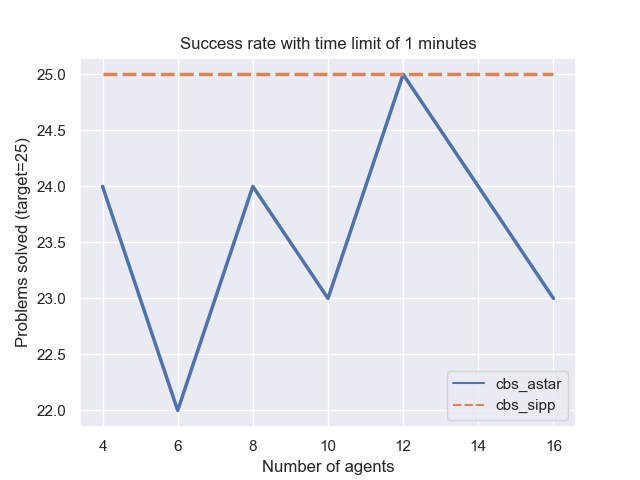 Success rate with time limit of 1 minutes
Problems solved (target=25)
25.0
24.5
24.0
23.5
23.0
22.5
22.0
4 6 8 10 12 14 16
Number of agents
cbs_astar
cbs_sipp